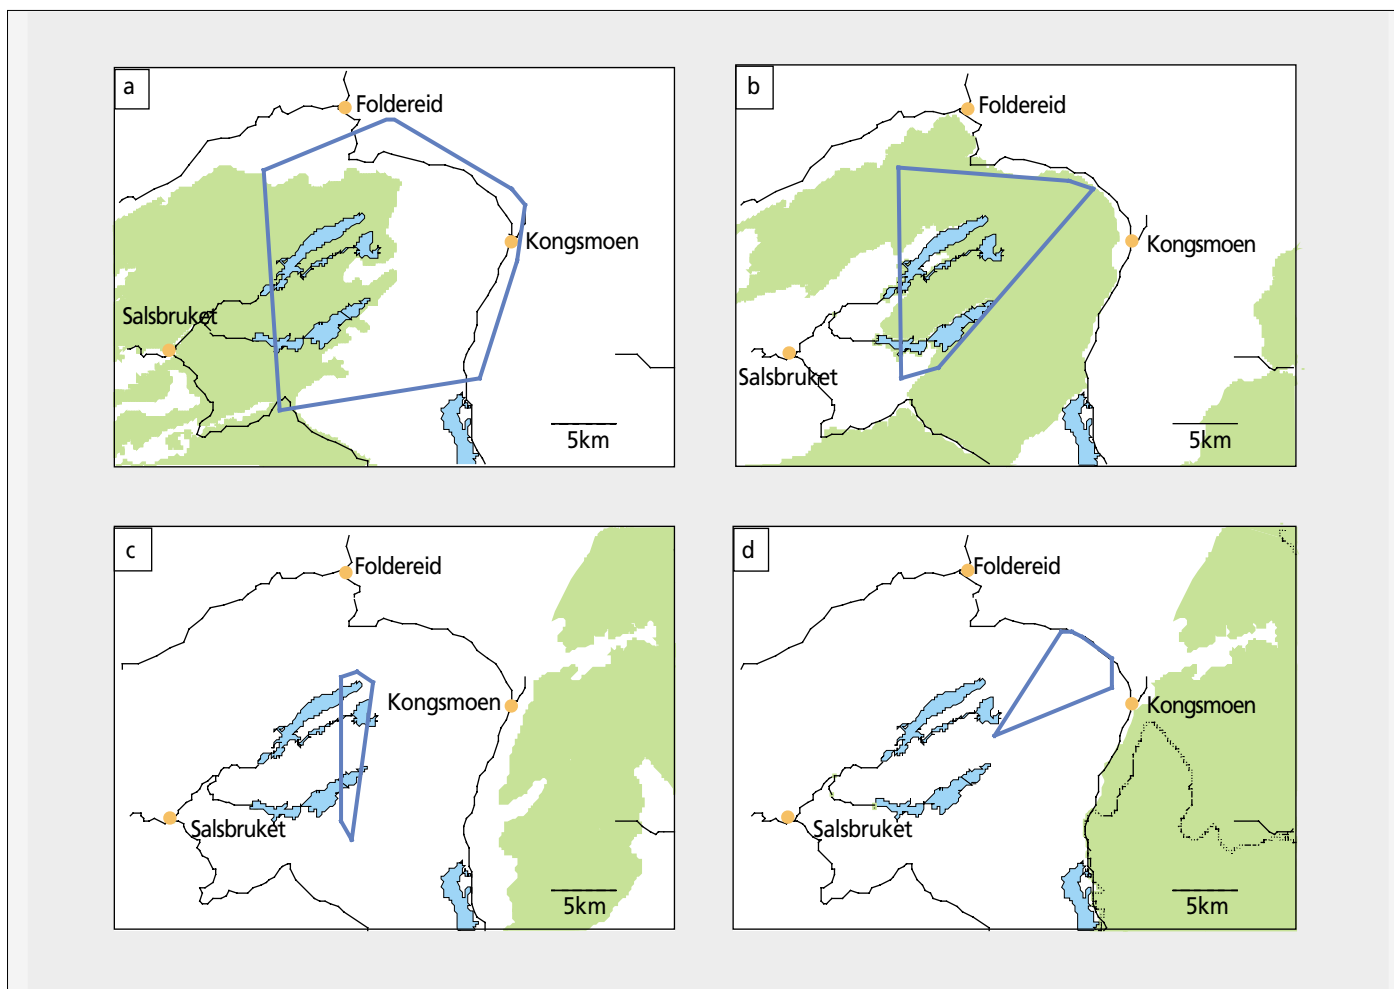 a
Foldereid
Kongsmoen
Salsbruket
5km
b
Foldereid
Kongsmoen
Salsbruket
5km
c
Foldereid
Kongsmoen
Salsbruket
5km
d
Foldereid
Kongsmoen
Salsbruket
5km